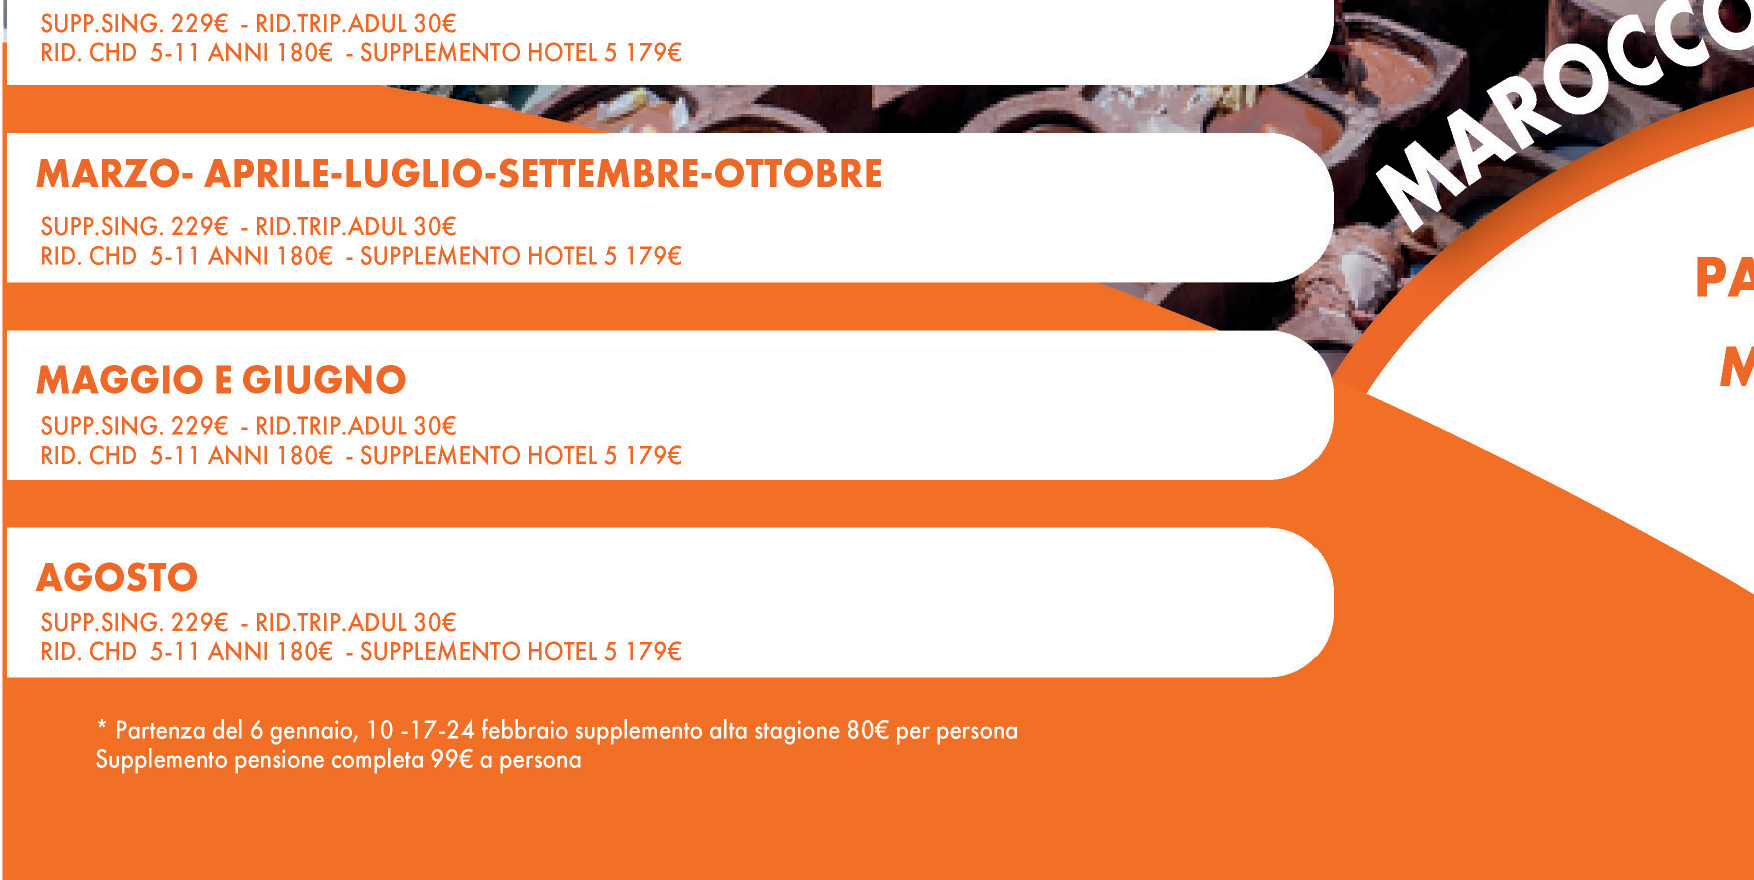 SUPP.SING. 229€ - RID.TRIP.ADUL 30€
RID. CHD 5-11 ANNI 180€ - SUPPLEMENTO HOTEL 5 179€
MAROCCO
MARZO- APRILE-LUGLIO-SETTEMBRE-OTTOBRE
SUPP.SING. 229€ - RID.TRIP.ADUL 30€
RID. CHD 5-11 ANNI 180€ - SUPPLEMENTO HOTEL 5 179€
PA
M
MAGGIO E GIUGNO
SUPP.SING. 229€ - RID.TRIP.ADUL 30€
RID. CHD 5-11 ANNI 180€ - SUPPLEMENTO HOTEL 5 179€
AGOSTO
SUPP.SING. 229€ - RID.TRIP.ADUL 30€
RID. CHD 5-11 ANNI 180€ - SUPPLEMENTO HOTEL 5 179€
* Partenza del 6 gennaio, 10 -17-24 febbraio supplemento alta stagione 80€ per persona
Supplemento pensione completa 99€ a persona